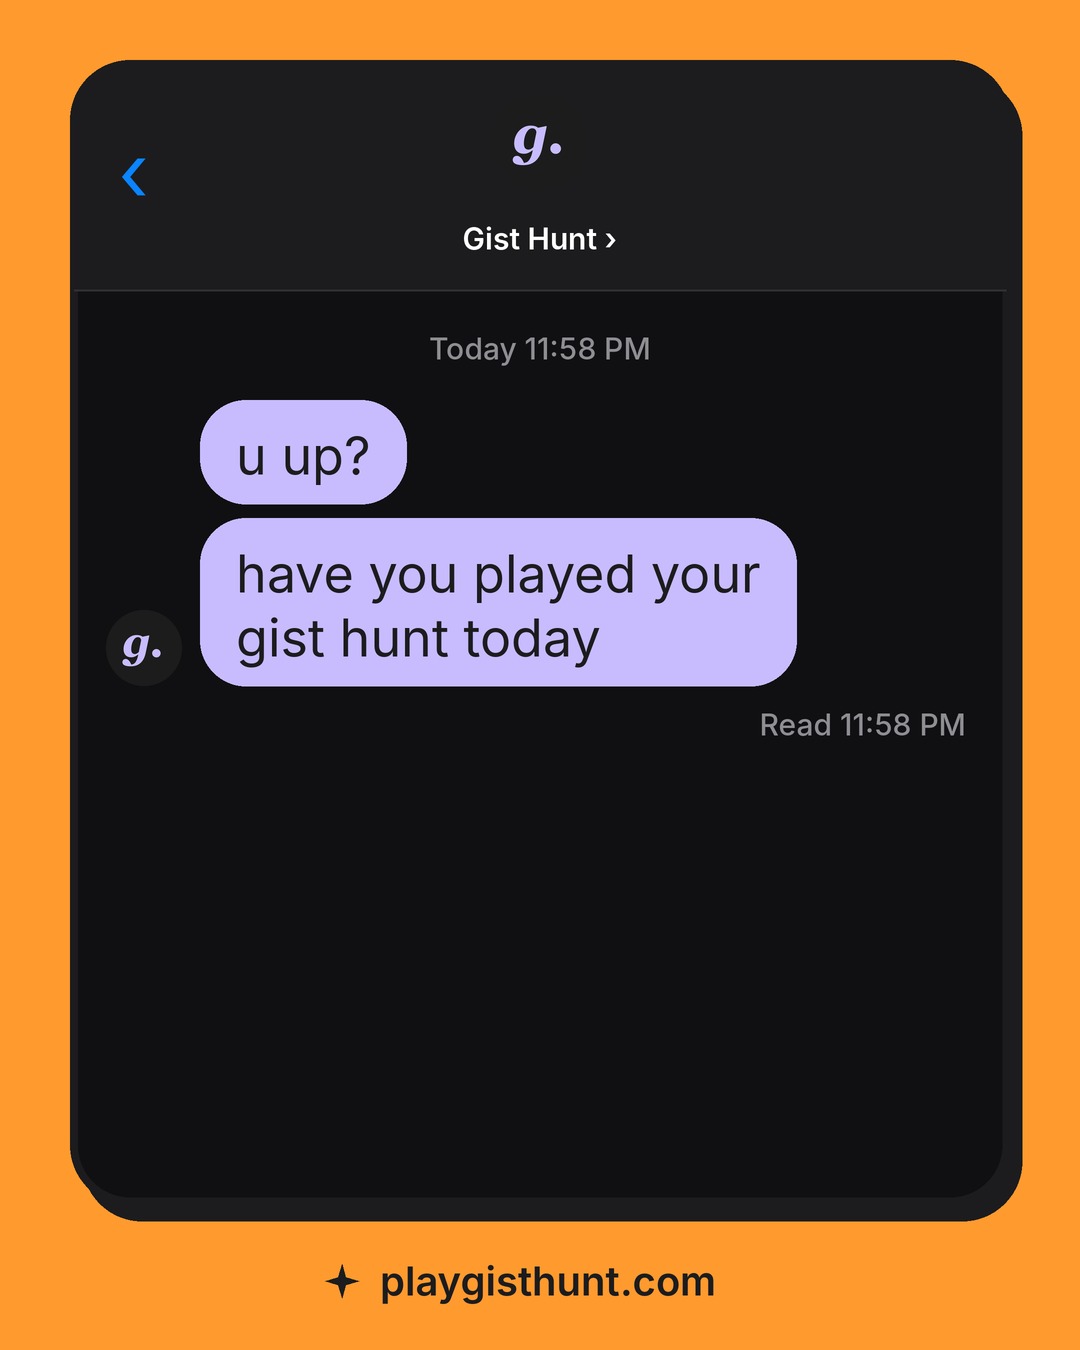 g.
Gist Hunt ›
Today 11:58 PM
u up?
have you played your
gist hunt today
g.
Read 11:58 PM
playgisthunt.com